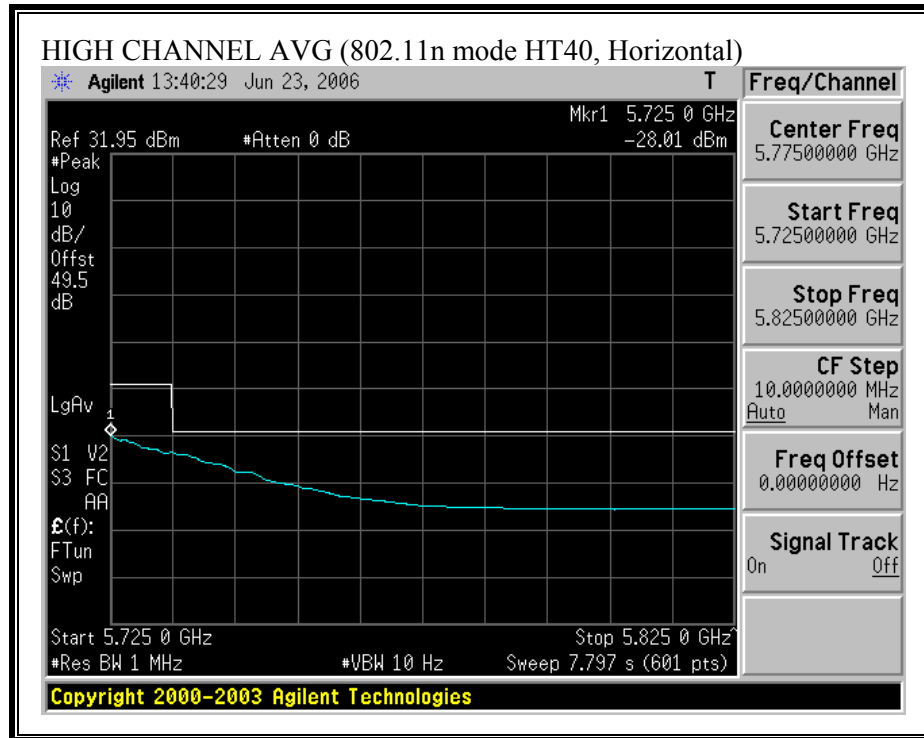 HIGH CHANNEL AVG (802.11n mode HT40, Horizontal)
Agilent 13:40:29 Jun 23, 2006 T
Freq/Channel
Mkr1 5.725 0 GHz
Ref 31.95 dBm #Atten 0 dB -28.01 dBm
#Peak
Log
10
dB/
Offst
49.5
dB
LgAv
1
S1 V2
S3 FC
AA
£(f):
FTun
Swp
Start 5.725 0 GHz Stop 5.825 0 GHz^
#Res BW 1 MHz #VBW 10 Hz Sweep 7.797 s (601 pts)
Center Freq
5.77500000 GHz
Start Freq
5.72500000 GHz
Stop Freq
5.82500000 GHz
CF Step
10.0000000 MHz
Auto Man
Freq Offset
0.00000000 Hz
Signal Track
On Off
Copyright 2000-2003 Agilent Technologies